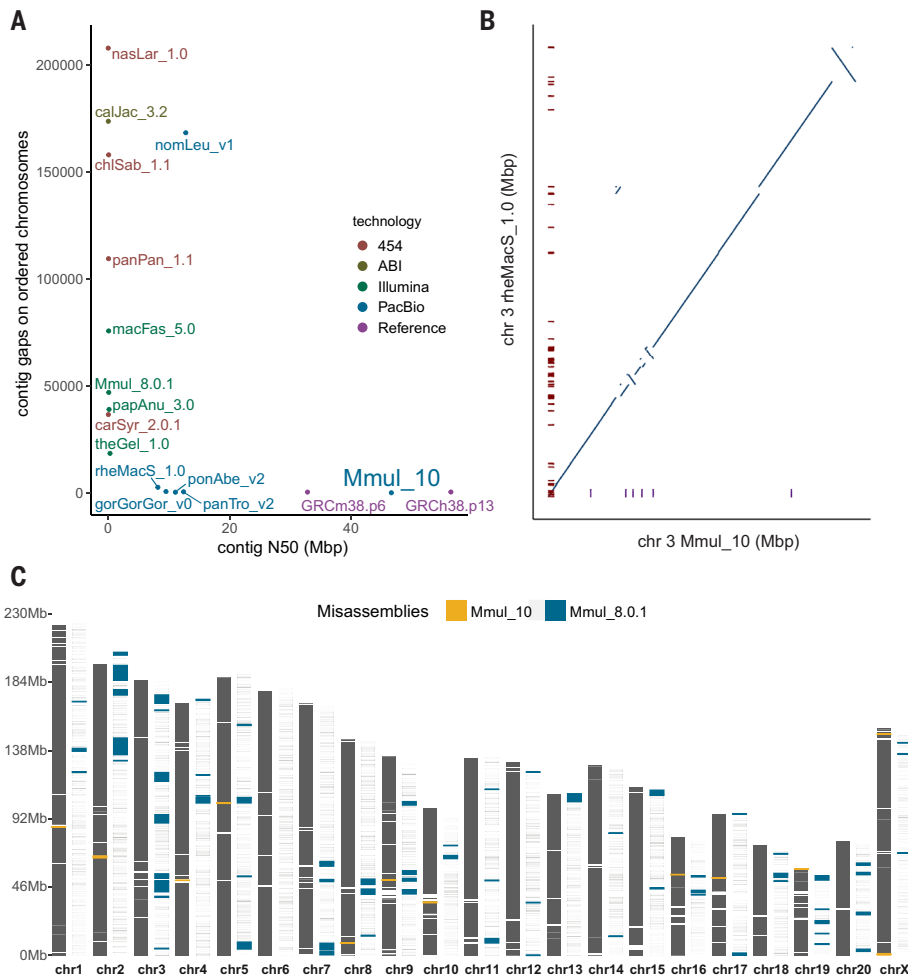 A
contig gaps on ordered chromosomes
200000
150000
100000
50000
0
nasLar_1.0
calJac_3.2
nomLeu_v1
chlSab_1.1
panPan_1.1
macFas_5.0
Mmul_8.0.1
papAnu_3.0
carSyr_2.0.1
theGel_1.0
rheMacS_1.0
ponAbe_v2
Mmul_10
gorGorGor_v0
panTro_v2
GRCm38.p6
GRCh38.p13
technology
454
ABI
Illumina
PacBio
Reference
0 20 40
contig N50 (Mbp)
B
chr 3 rheMacS_1.0 (Mbp)
chr 3 Mmul_10 (Mbp)
C
Misassemblies Mmul_10 Mmul_8.0.1
230Mb
184Mb
138Mb
92Mb
46Mb
0Mb
chr1 chr2 chr3 chr4 chr5 chr6 chr7 chr8 chr9 chr10 chr11 chr12 chr13 chr14 chr15 chr16 chr17 chr18 chr19 chr20 chrX